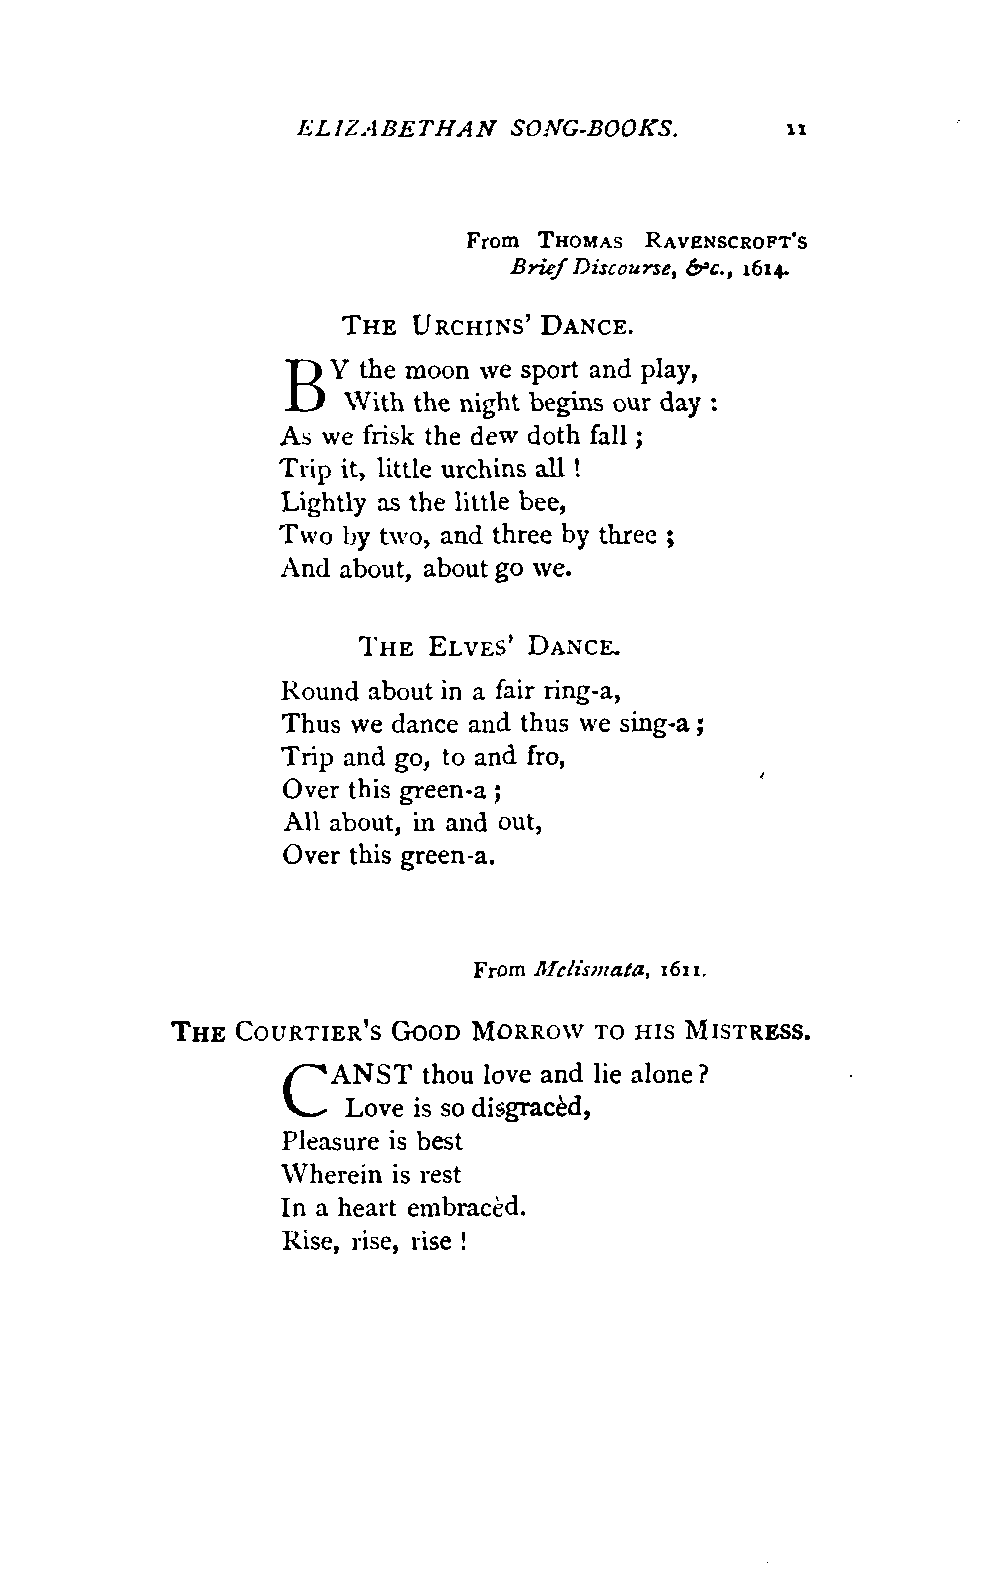 ELIZABETHAN SONG-BOOKS. 11
From THOMAS RAVENSCROFT'S
Brief Discourse, &c., 1614.
THE URCHINS' DANCE.
BY the moon we sport and play,
With the night begins our day :
As we frisk the dew doth fall ;
Trip it, little urchins all !
Lightly as the little bee,
Two by two, and three by three ;
And about, about go we.
THE ELVES' DANCE.
Round about in a fair ring-a,
Thus we dance and thus we sing-a ;
Trip and go, to and fro,
Over this green-a ;
All about, in and out,
Over this green-a.
From Melismata, 1611.
THE COURTIER'S GOOD MORROW TO HIS MISTRESS.
CANST thou love and lie alone ?
Love is so disgracèd,
Pleasure is best
Wherein is rest
In a heart embracèd.
Rise, rise, rise !